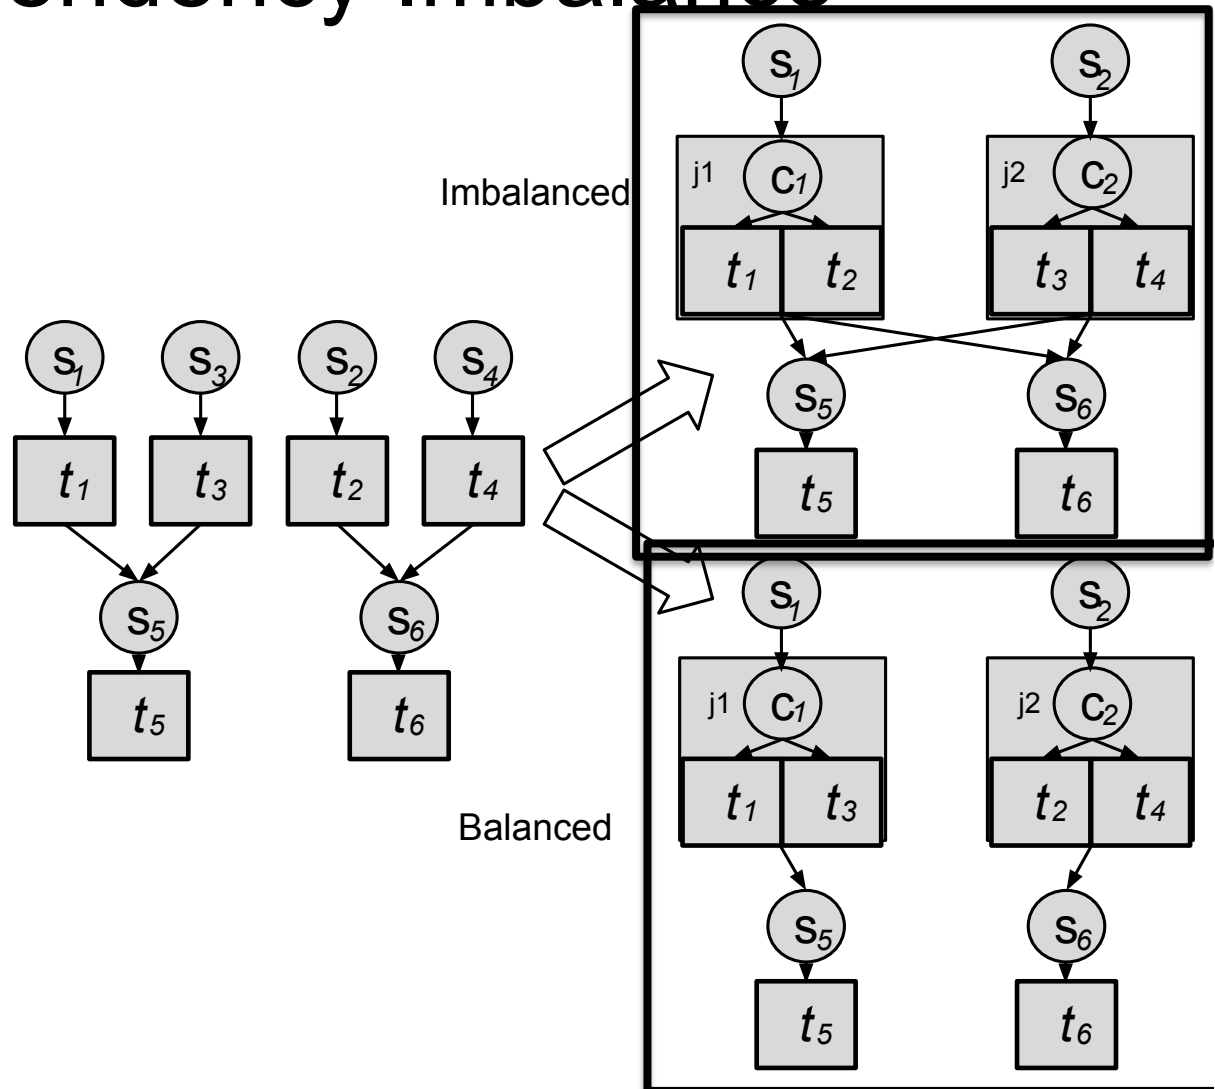 s1 s2
Imbalanced
j1 c1 j2 c2
t1 t2 t3 t4
s1 s3 s2 s4
s5 s6
t1 t3 t2 t4
t5 t6
s5 s6
t5 t6
s1 s2
j1 c1 j2 c2
t1 t3 t2 t4
Balanced
s5 s6
t5 t6